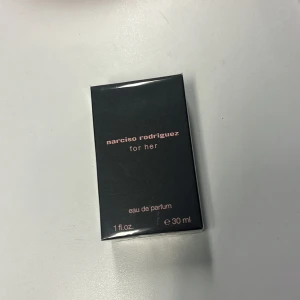 narciso rodriguez
for her
eau de parfum
1 fl.oz. ℮ 30 ml